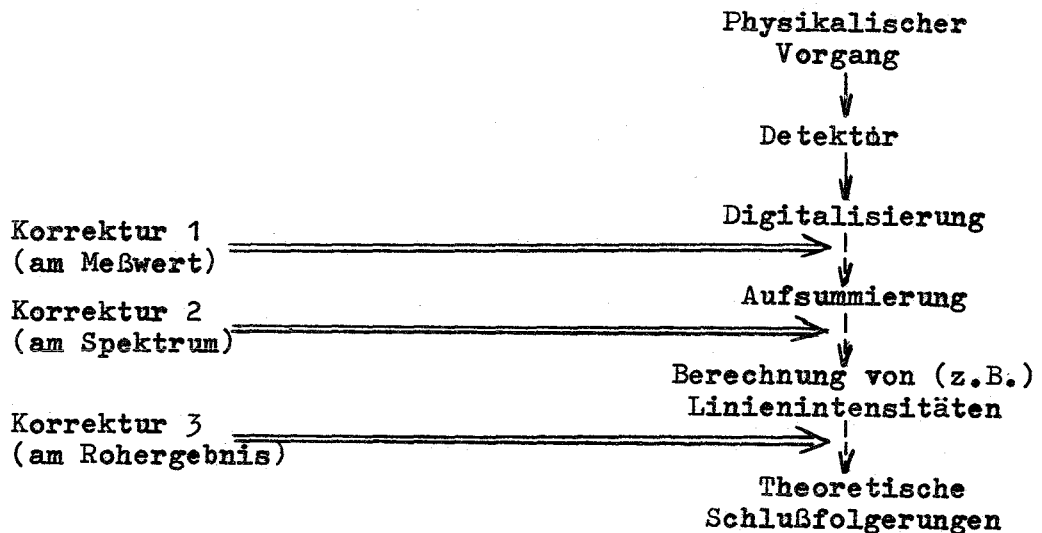 Physikalischer
Vorgang
Detektor
Digitalisierung
Korrektur 1
(am Meßwert)
Aufsummierung
Korrektur 2
(am Spektrum)
Berechnung von (z.B.)
Linienintensitäten
Korrektur 3
(am Rohergebnis)
Theoretische
Schlußfolgerungen